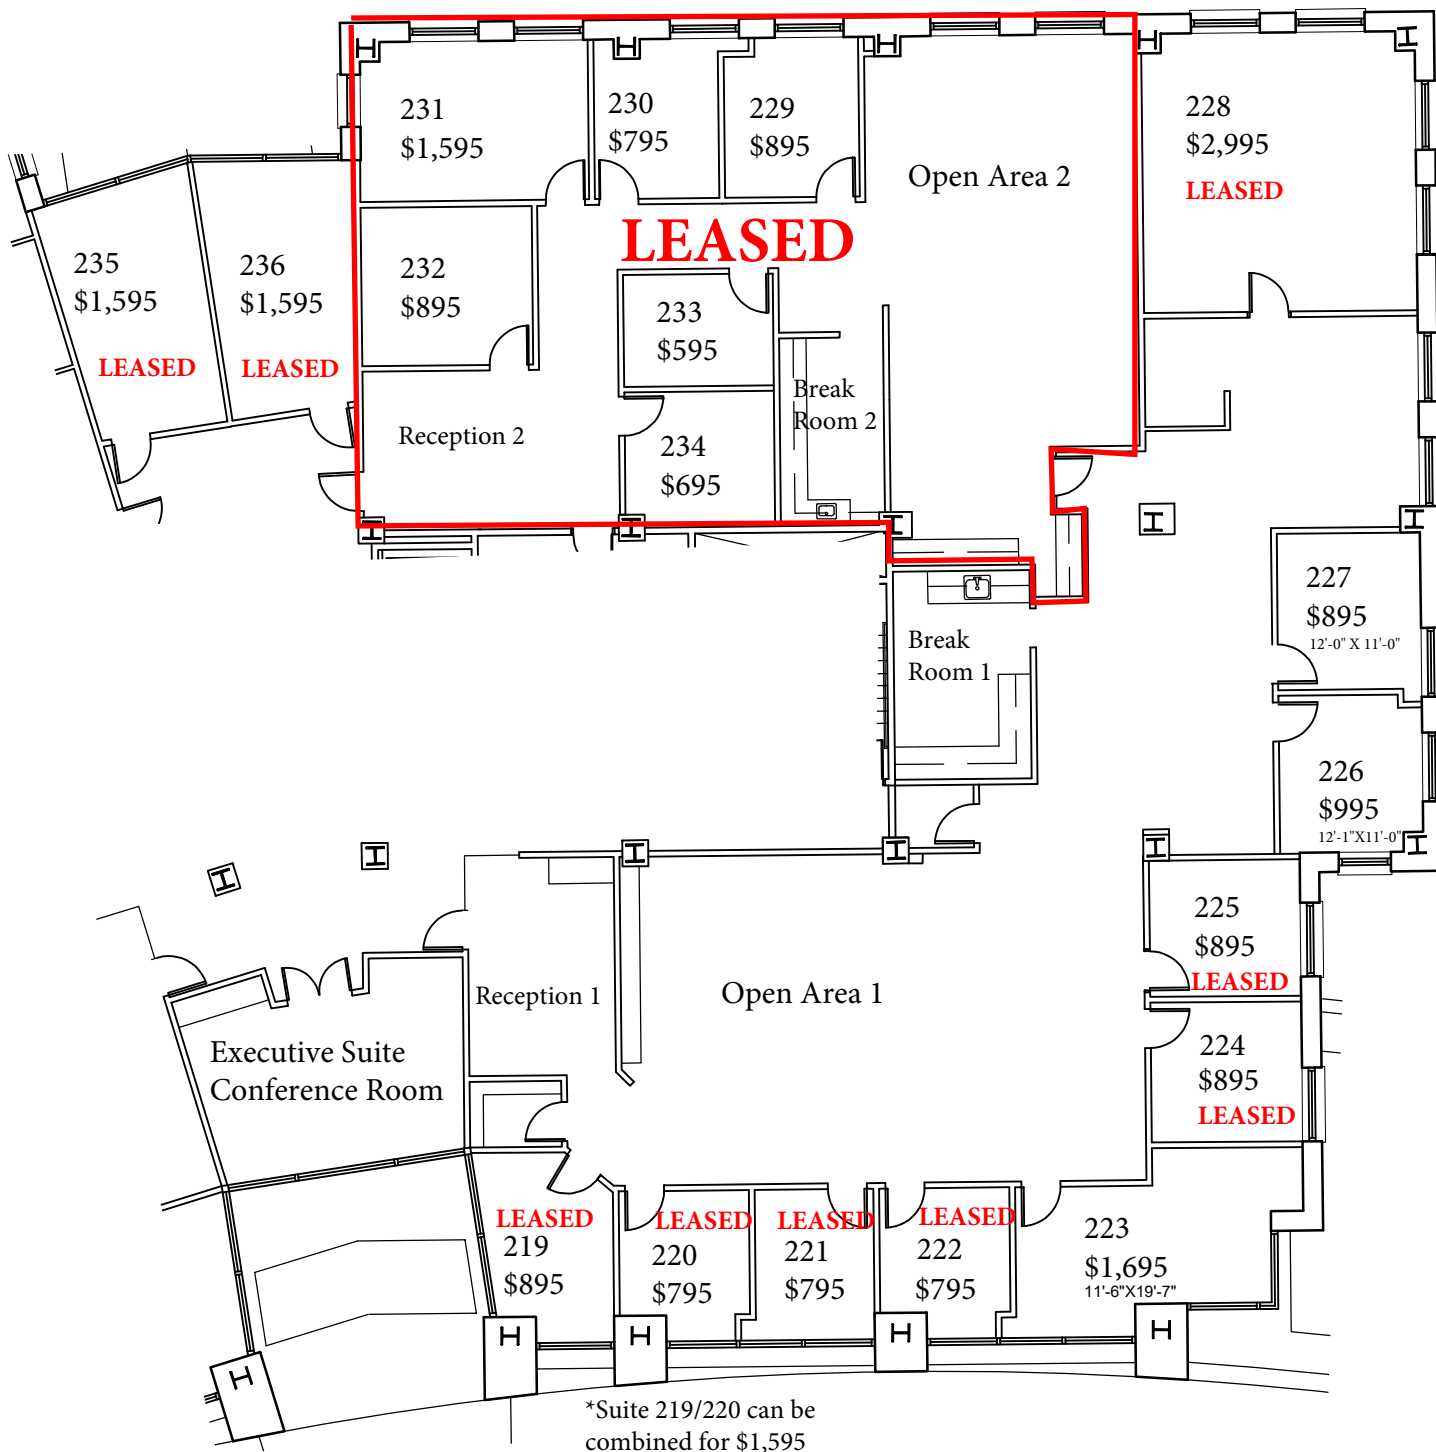 231
$1,595
230
$795
229
$895
Open Area 2
228
$2,995
LEASED
LEASED
235
$1,595
LEASED
236
$1,595
LEASED
232
$895
233
$595
Break
Room 2
Reception 2
234
$695
227
$895
12'-0" X 11'-0"
Break
Room 1
226
$995
12'-1"X11'-0"
225
$895
LEASED
Reception 1
Open Area 1
Executive Suite
Conference Room
224
$895
LEASED
LEASED
219
$895
LEASED
220
$795
LEASED
221
$795
LEASED
222
$795
223
$1,695
11'-6"X19'-7"
*Suite 219/220 can be
combined for $1,595